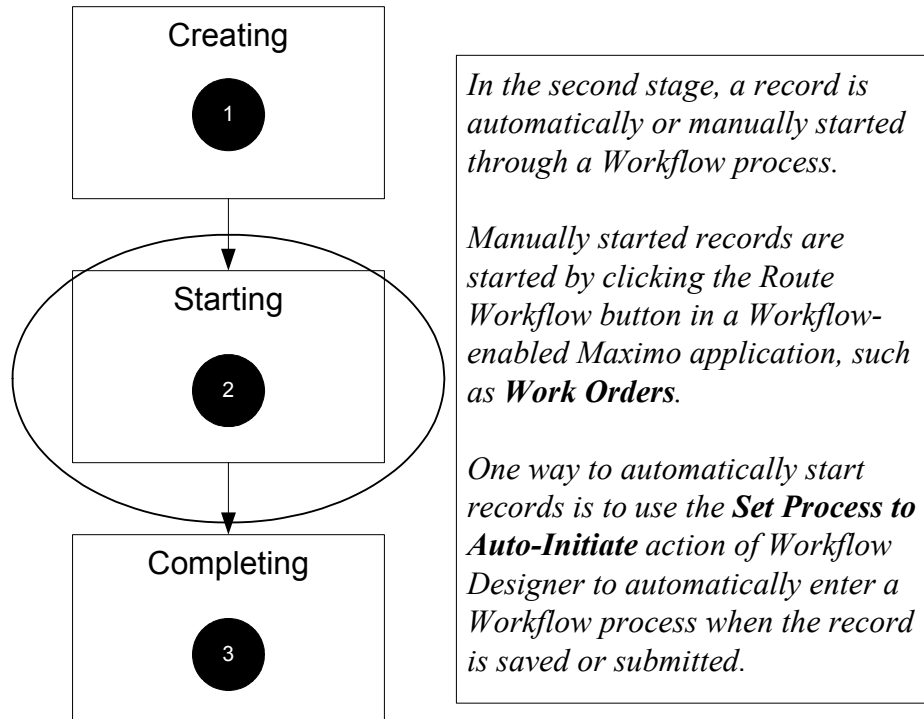 Creating
1
Starting
2
Completing
3
In the second stage, a record is
automatically or manually started
through a Workflow process.
Manually started records are
started by clicking the Route
Workflow button in a Workflow-
enabled Maximo application, such
as Work Orders.
One way to automatically start
records is to use the Set Process to
Auto-Initiate action of Workflow
Designer to automatically enter a
Workflow process when the record
is saved or submitted.